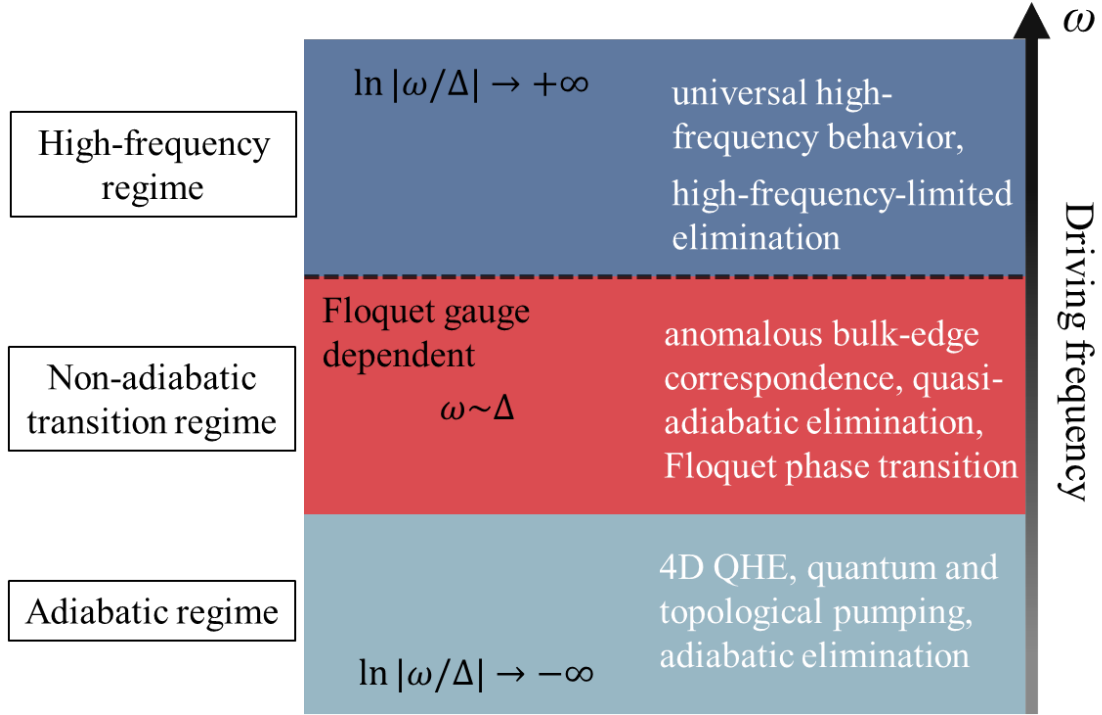 ω
ln |ω/Δ| → +∞
universal high-
frequency behavior,
high-frequency-limited
elimination
High-frequency
regime
Floquet gauge
dependent
ω~Δ
anomalous bulk-edge
correspondence, quasi-
adiabatic elimination,
Floquet phase transition
Non-adiabatic
transition regime
4D QHE, quantum and
topological pumping,
adiabatic elimination
Adiabatic regime
ln |ω/Δ| → −∞
Driving frequency